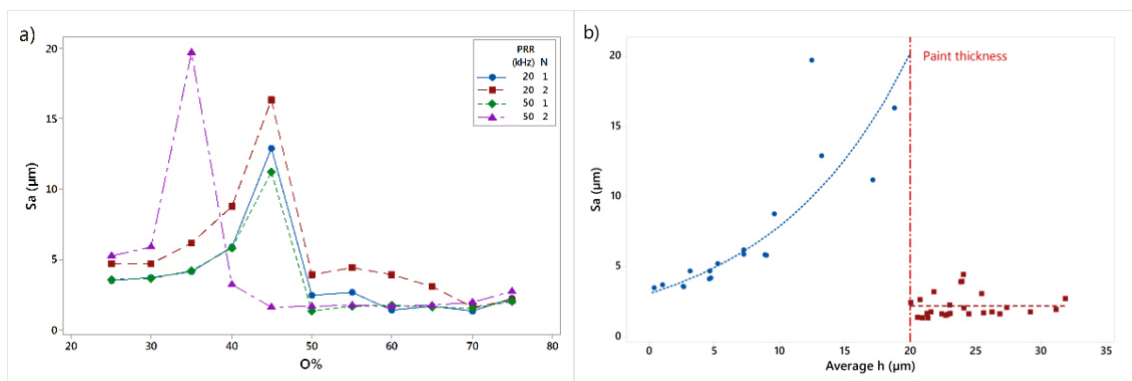 a)
20
15
10
5
0
Sa (µm)
20 30 40 50 60 70 80
O%
PRR
(kHz) N
20 1
20 2
50 1
50 2
b)
20
15
10
5
0
Sa (µm)
0 5 10 15 20 25 30 35
Average h (µm)
Paint thickness